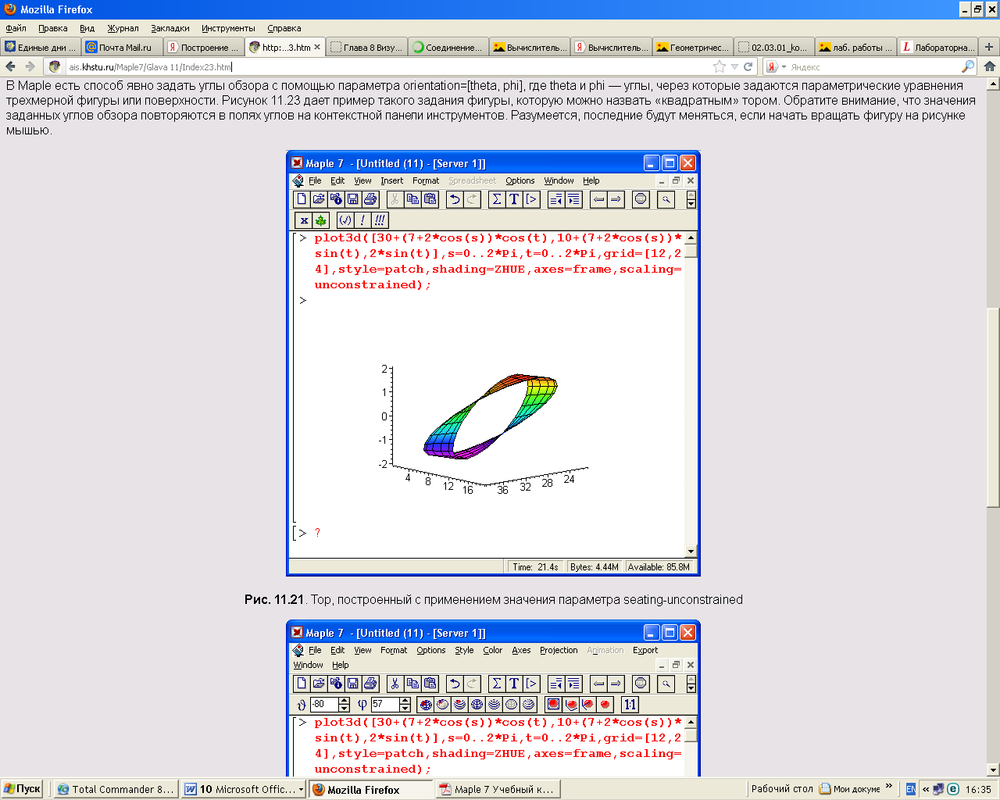 Mozilla Firefox
Файл Правка Вид Журнал Закладки Инструменты Справка
Единые дни ... Почта Mail.ru Построение ... http:...3.htm Глава 8 Визу... Соединение... Вычислитель... Вычислитель... Геометричес... 02.03.01_ко... лаб. работы ... Лабораторна...
ais.khstu.ru/Maple7/Glava 11/Index23.htm Яндекс
В Maple есть способ явно задать углы обзора с помощью параметра orientation=[theta, phi], где theta и phi — углы, через которые задаются параметрические уравнения
трехмерной фигуры или поверхности. Рисунок 11.23 дает пример такого задания фигуры, которую можно назвать «квадратным» тором. Обратите внимание, что значения
заданных углов обзора повторяются в полях углов на контекстной панели инструментов. Разумеется, последние будут меняться, если начать вращать фигуру на рисунке
мышью.
Maple 7 - [Untitled (11) - [Server 1]]
File Edit View Insert Format Spreadsheet Options Window Help
Σ T [>
x (√) ! !!!
> plot3d([30+(7+2*cos(s))*cos(t),10+(7+2*cos(s))*
sin(t),2*sin(t)],s=0..2*Pi,t=0..2*Pi,grid=[12,2
4],style=patch,shading=ZHUE,axes=frame,scaling=
unconstrained);
>
2
1
0
-1
-2
4 8 12 16 36 32 28 24
> ?
Time: 21.4s Bytes: 4.44M Available: 85.8M
Рис. 11.21. Тор, построенный с применением значения параметра seating-unconstrained
Maple 7 - [Untitled (11) - [Server 1]]
File Edit View Format Options Style Color Axes Projection Animation Export
Window Help
Σ T [>
ϑ -80 φ 57 1:1
> plot3d([30+(7+2*cos(s))*cos(t),10+(7+2*cos(s))*
sin(t),2*sin(t)],s=0..2*Pi,t=0..2*Pi,grid=[12,2
4],style=patch,shading=ZHUE,axes=frame,scaling=
unconstrained);
Пуск Total Commander 8.... 10 Microsoft Offic... Mozilla Firefox Maple 7 Учебный к... Рабочий стол Мои докуме » EN « 16:35